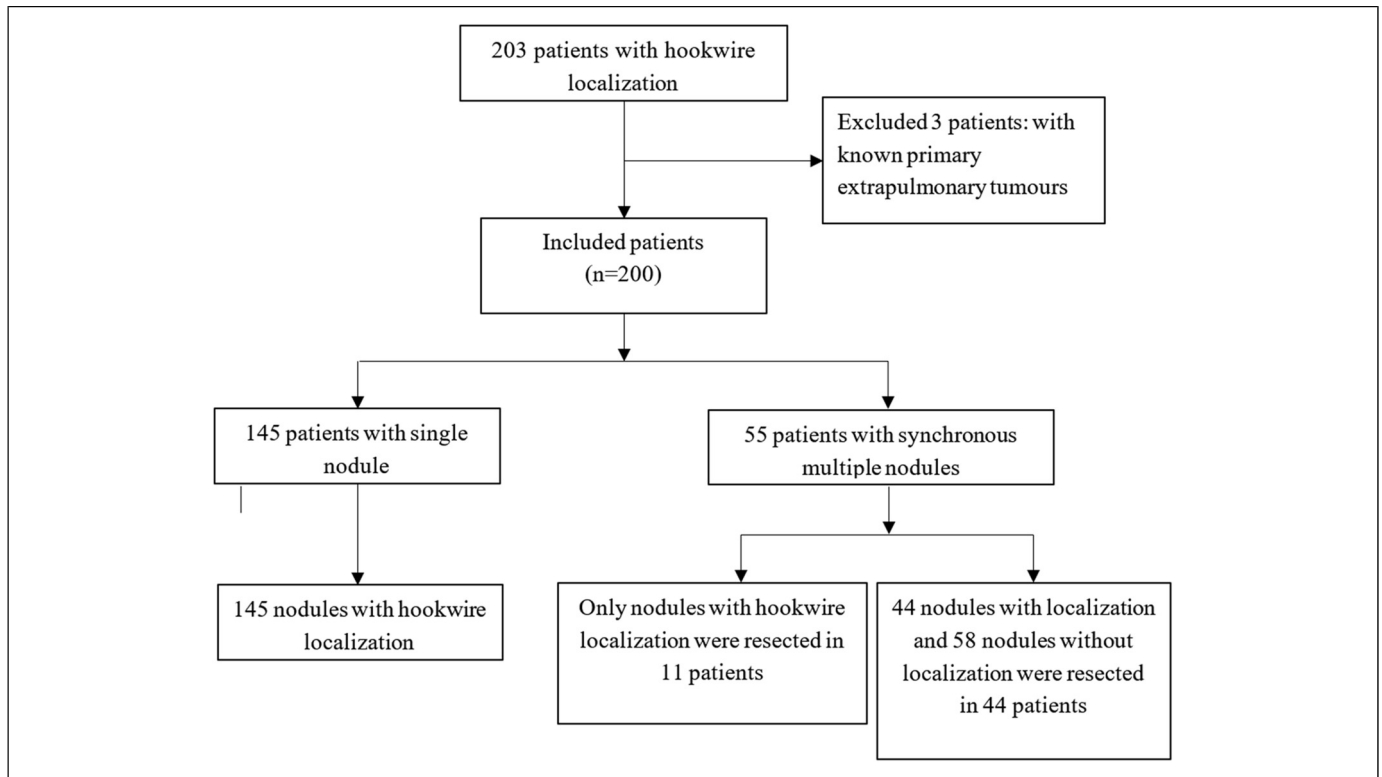 203 patients with hookwire
localization
Excluded 3 patients: with
known primary
extrapulmonary tumours
Included patients
(n=200)
145 patients with single
nodule
55 patients with synchronous
multiple nodules
145 nodules with hookwire
localization
Only nodules with hookwire
localization were resected in
11 patients
44 nodules with localization
and 58 nodules without
localization were resected
in 44 patients